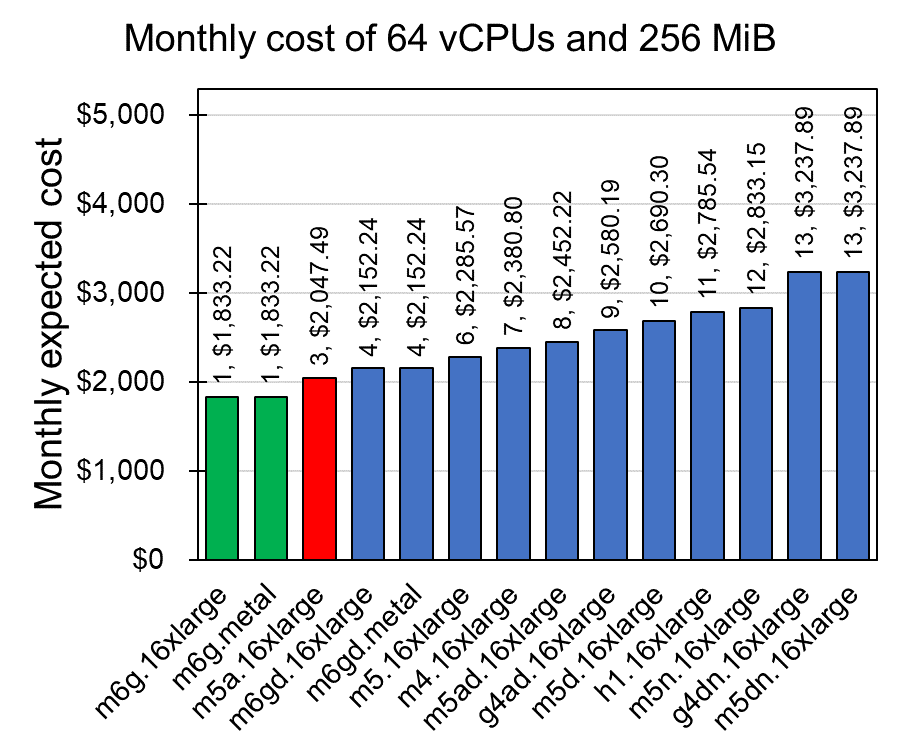 Monthly cost of 64 vCPUs and 256 MiB
Monthly expected cost
$5,000
$4,000
$3,000
$2,000
$1,000
$0
1, $1,833.22
1, $1,833.22
3, $2,047.49
4, $2,152.24
4, $2,152.24
6, $2,285.57
7, $2,380.80
8, $2,452.22
9, $2,580.19
10, $2,690.30
11, $2,785.54
12, $2,833.15
13, $3,237.89
13, $3,237.89
m6g.16xlarge
m6g.metal
m5a.16xlarge
m6gd.16xlarge
m6gd.metal
m5.16xlarge
m4.16xlarge
m5ad.16xlarge
g4ad.16xlarge
m5d.16xlarge
h1.16xlarge
m5n.16xlarge
g4dn.16xlarge
m5dn.16xlarge